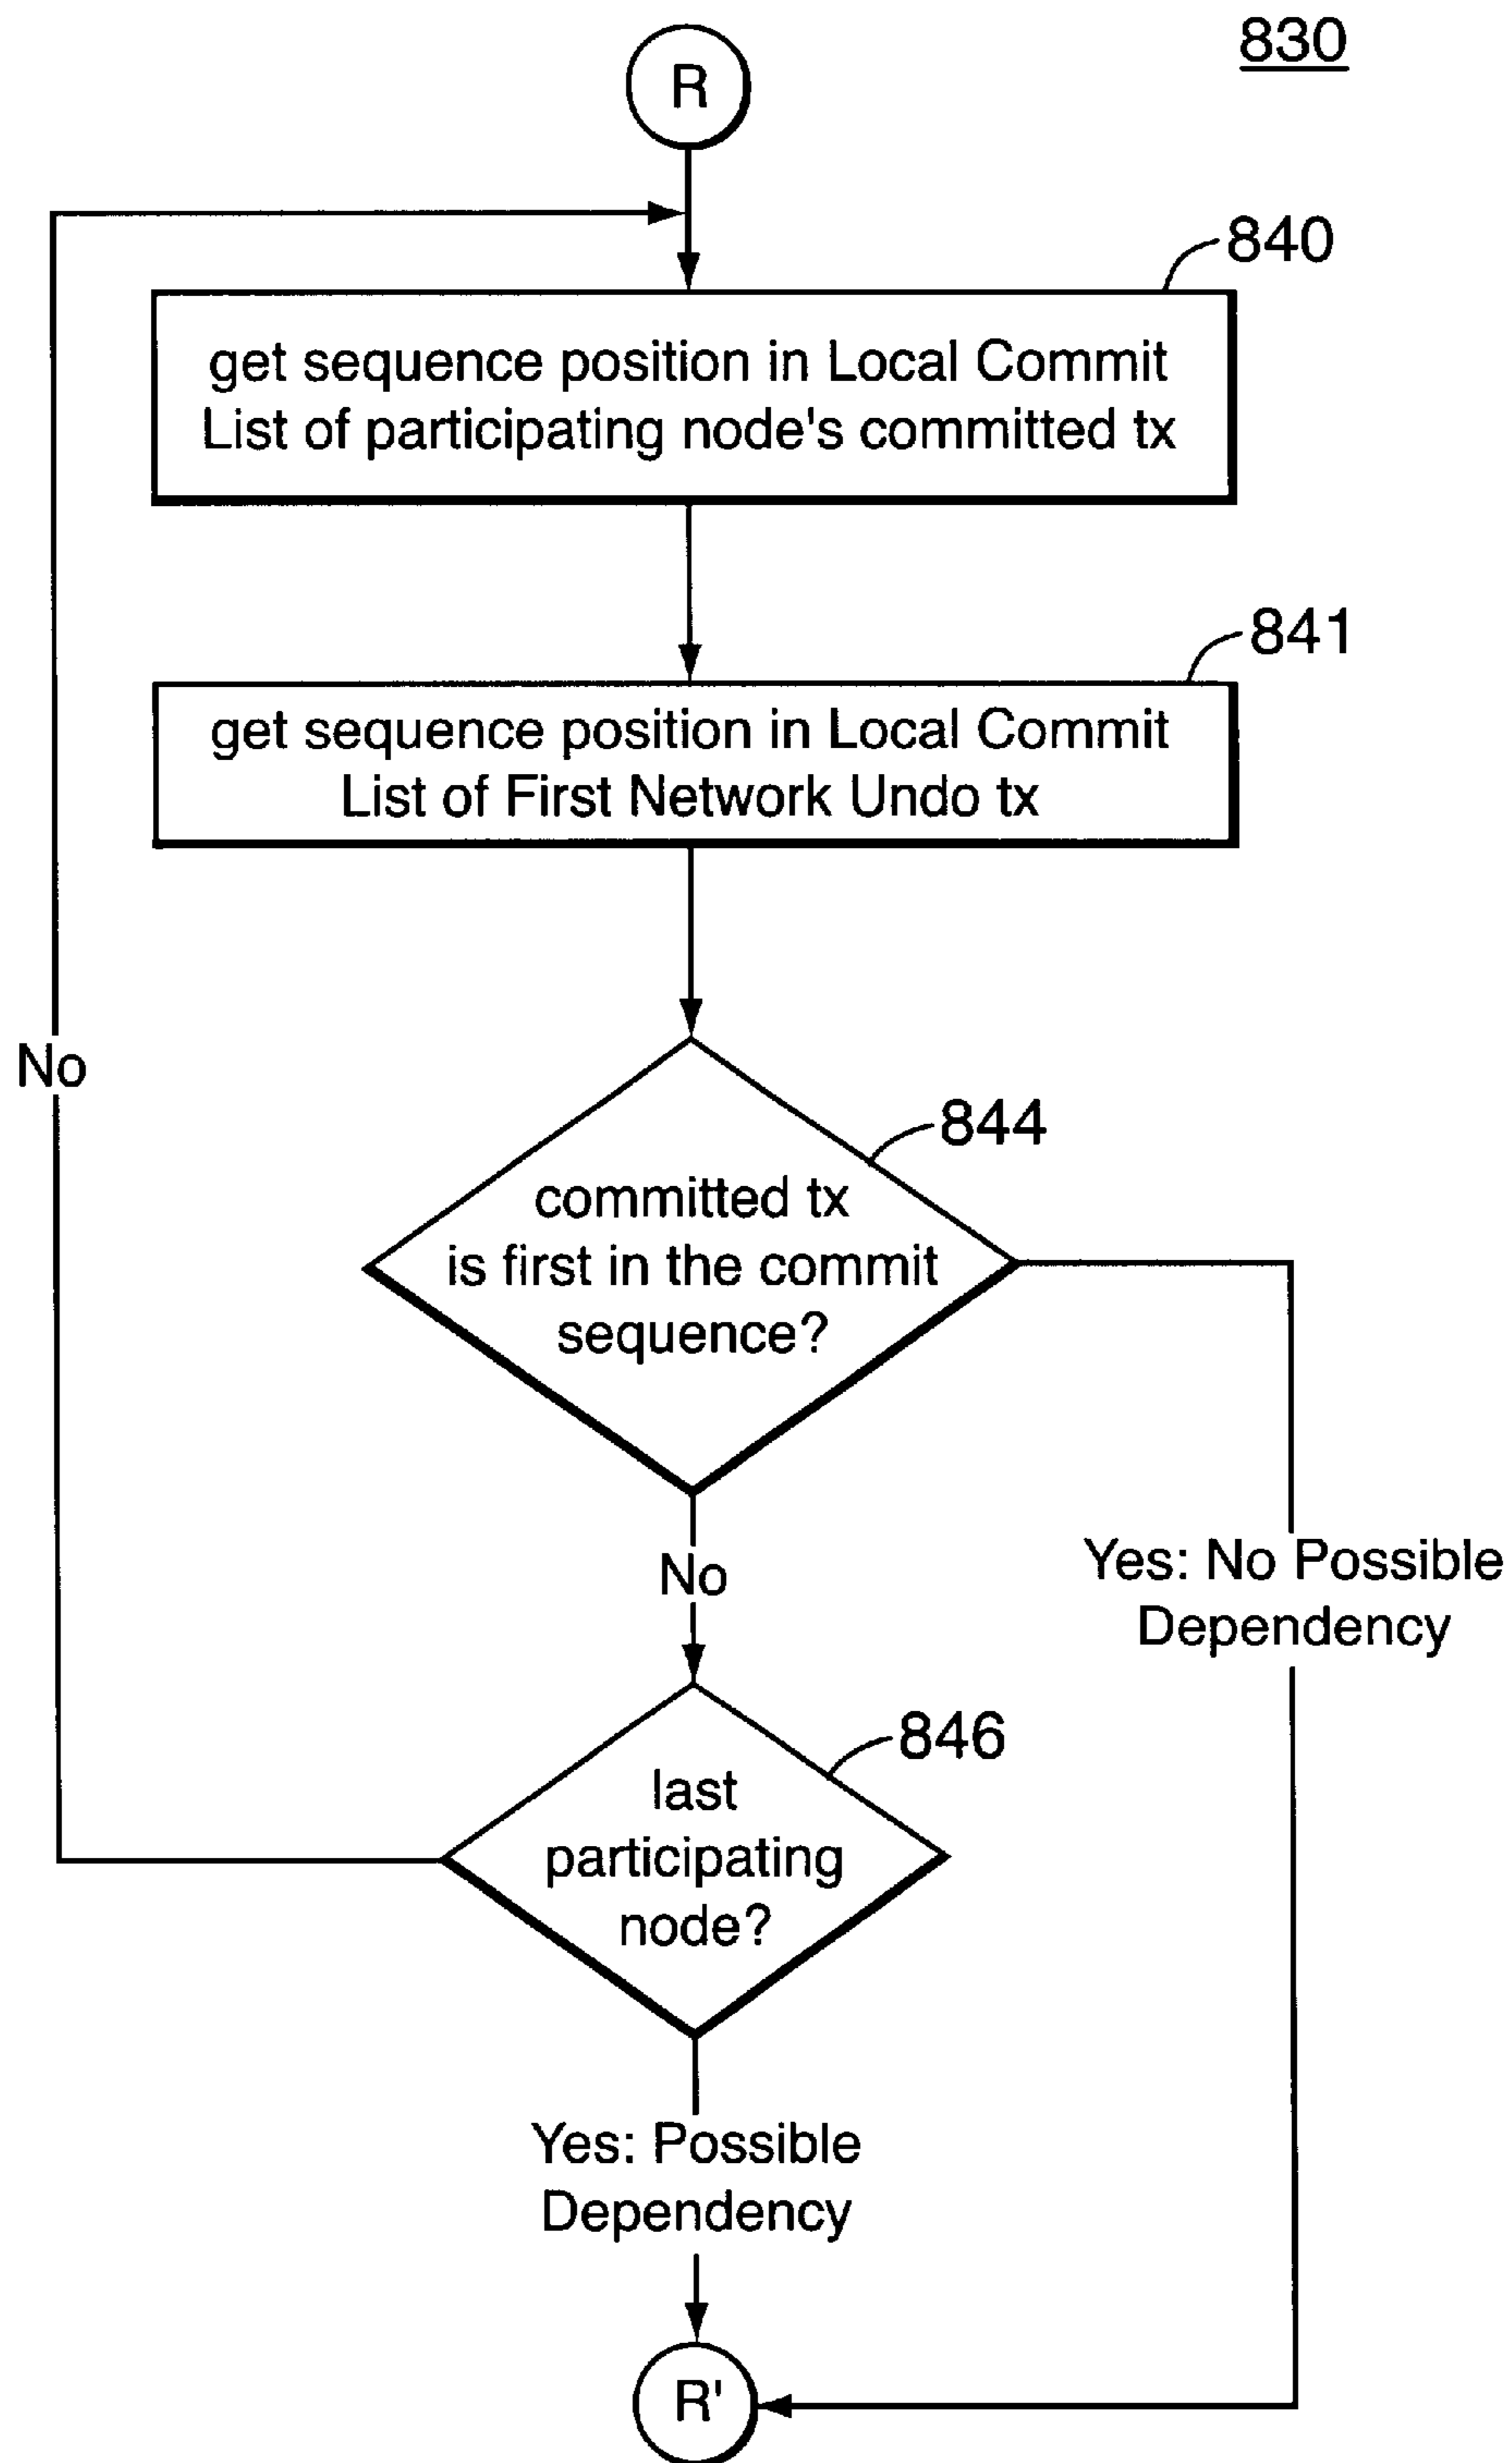 830
R
840
get sequence position in Local Commit
List of participating node's committed tx
841
get sequence position in Local Commit
List of First Network Undo tx
No
844
committed tx
is first in the commit
sequence?
No
Yes: No Possible
Dependency
846
last
participating
node?
Yes: Possible
Dependency
R'